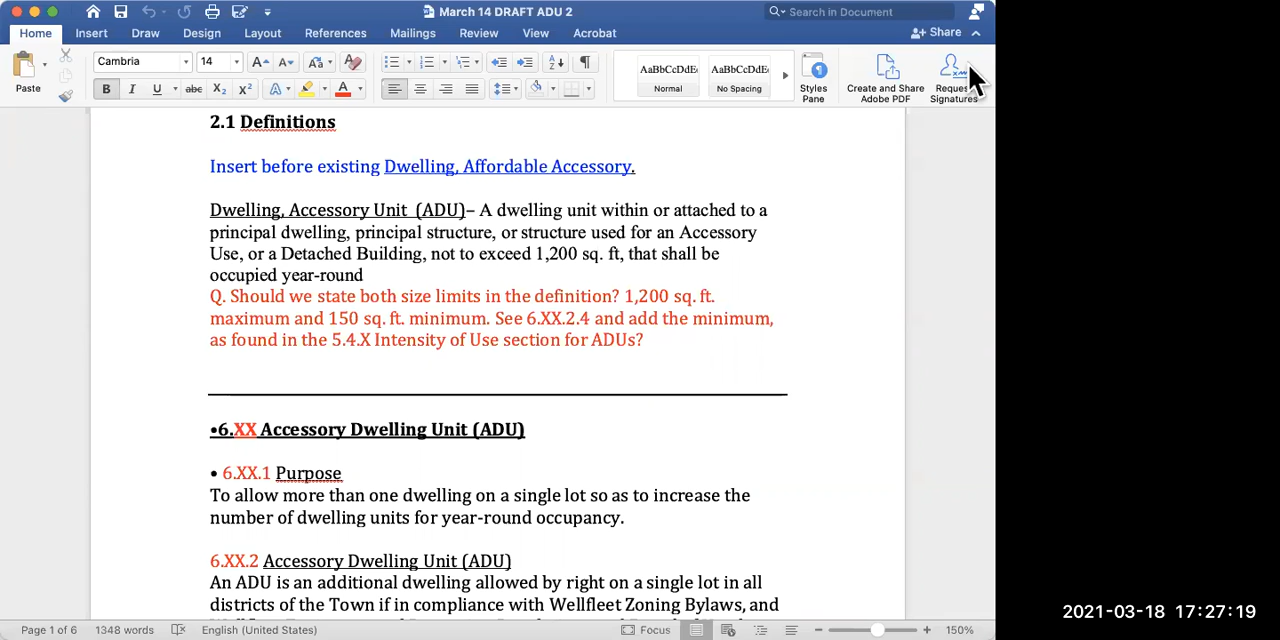 March 14 DRAFT ADU 2
Search in Document
Home Insert Draw Design Layout References Mailings Review View Acrobat Share
Paste
Cambria 14
B I U abc X2 X2 A A
AaBbCcDdE AaBbCcDdE
Normal No Spacing
Styles Pane
Create and Share Adobe PDF
Signatures
2.1 Definitions
Insert before existing Dwelling, Affordable Accessory.
Dwelling, Accessory Unit (ADU)– A dwelling unit within or attached to a
principal dwelling, principal structure, or structure used for an Accessory
Use, or a Detached Building, not to exceed 1,200 sq. ft, that shall be
occupied year-round
Q. Should we state both size limits in the definition? 1,200 sq. ft.
maximum and 150 sq. ft. minimum. See 6.XX.2.4 and add the minimum,
as found in the 5.4.X Intensity of Use section for ADUs?
•6.XX Accessory Dwelling Unit (ADU)
• 6.XX.1 Purpose
To allow more than one dwelling on a single lot so as to increase the
number of dwelling units for year-round occupancy.
6.XX.2 Accessory Dwelling Unit (ADU)
An ADU is an additional dwelling allowed by right on a single lot in all
districts of the Town if in compliance with Wellfleet Zoning Bylaws, and
Page 1 of 6 1348 words English (United States) Focus 150%
2021-03-18 17:27:19